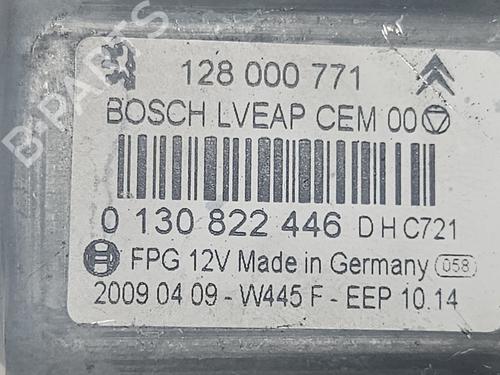 128 000 771
BOSCH LVEAP CEM 00
0 130 822 446 DHC721
FPG 12V Made in Germany 058
2009 04 09 - W445 F - EEP 10.14
B-PARTS